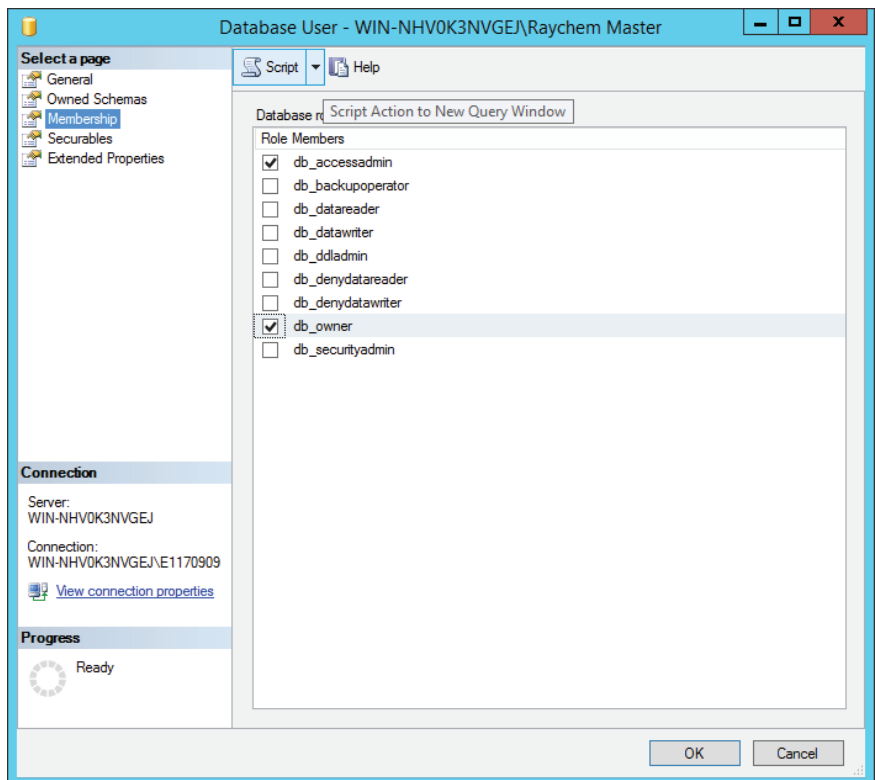 Database User - WIN-NHV0K3NVGEJ\Raychem Master
Select a page
General
Owned Schemas
Membership
Securables
Extended Properties
Script
Help
Database ro
Script Action to New Query Window
Role Members
db_accessadmin
db_backupoperator
db_datareader
db_datawriter
db_ddladmin
db_denydatareader
db_denydatawriter
db_owner
db_securityadmin
Connection
Server:
WIN-NHV0K3NVGEJ
Connection:
WIN-NHV0K3NVGEJ\E1170909
View connection properties
Progress
Ready
OK
Cancel